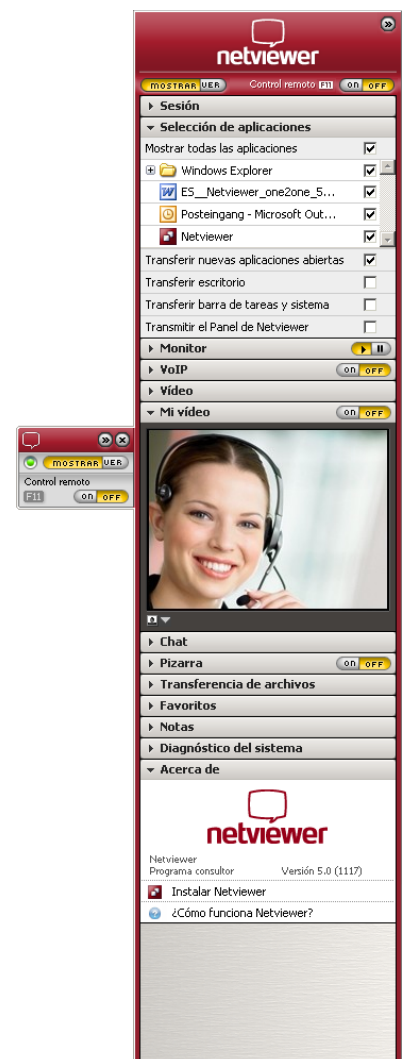 netviewer
MOSTRAR VER Control remoto F11 on OFF
Sesión
Selección de aplicaciones
Mostrar todas las aplicaciones
Windows Explorer
ES__Netviewer_one2one_5...
Posteingang - Microsoft Out...
Netviewer
Transferir nuevas aplicaciones abiertas
Transferir escritorio
Transferir barra de tareas y sistema
Transmitir el Panel de Netviewer
Monitor
VoIP on OFF
Vídeo
Mi vídeo on OFF
MOSTRAR VER
Control remoto
F11 on OFF
Chat
Pizarra on OFF
Transferencia de archivos
Favoritos
Notas
Diagnóstico del sistema
Acerca de
netviewer
Netviewer
Programa consultor Versión 5.0 (1117)
Instalar Netviewer
¿Cómo funciona Netviewer?